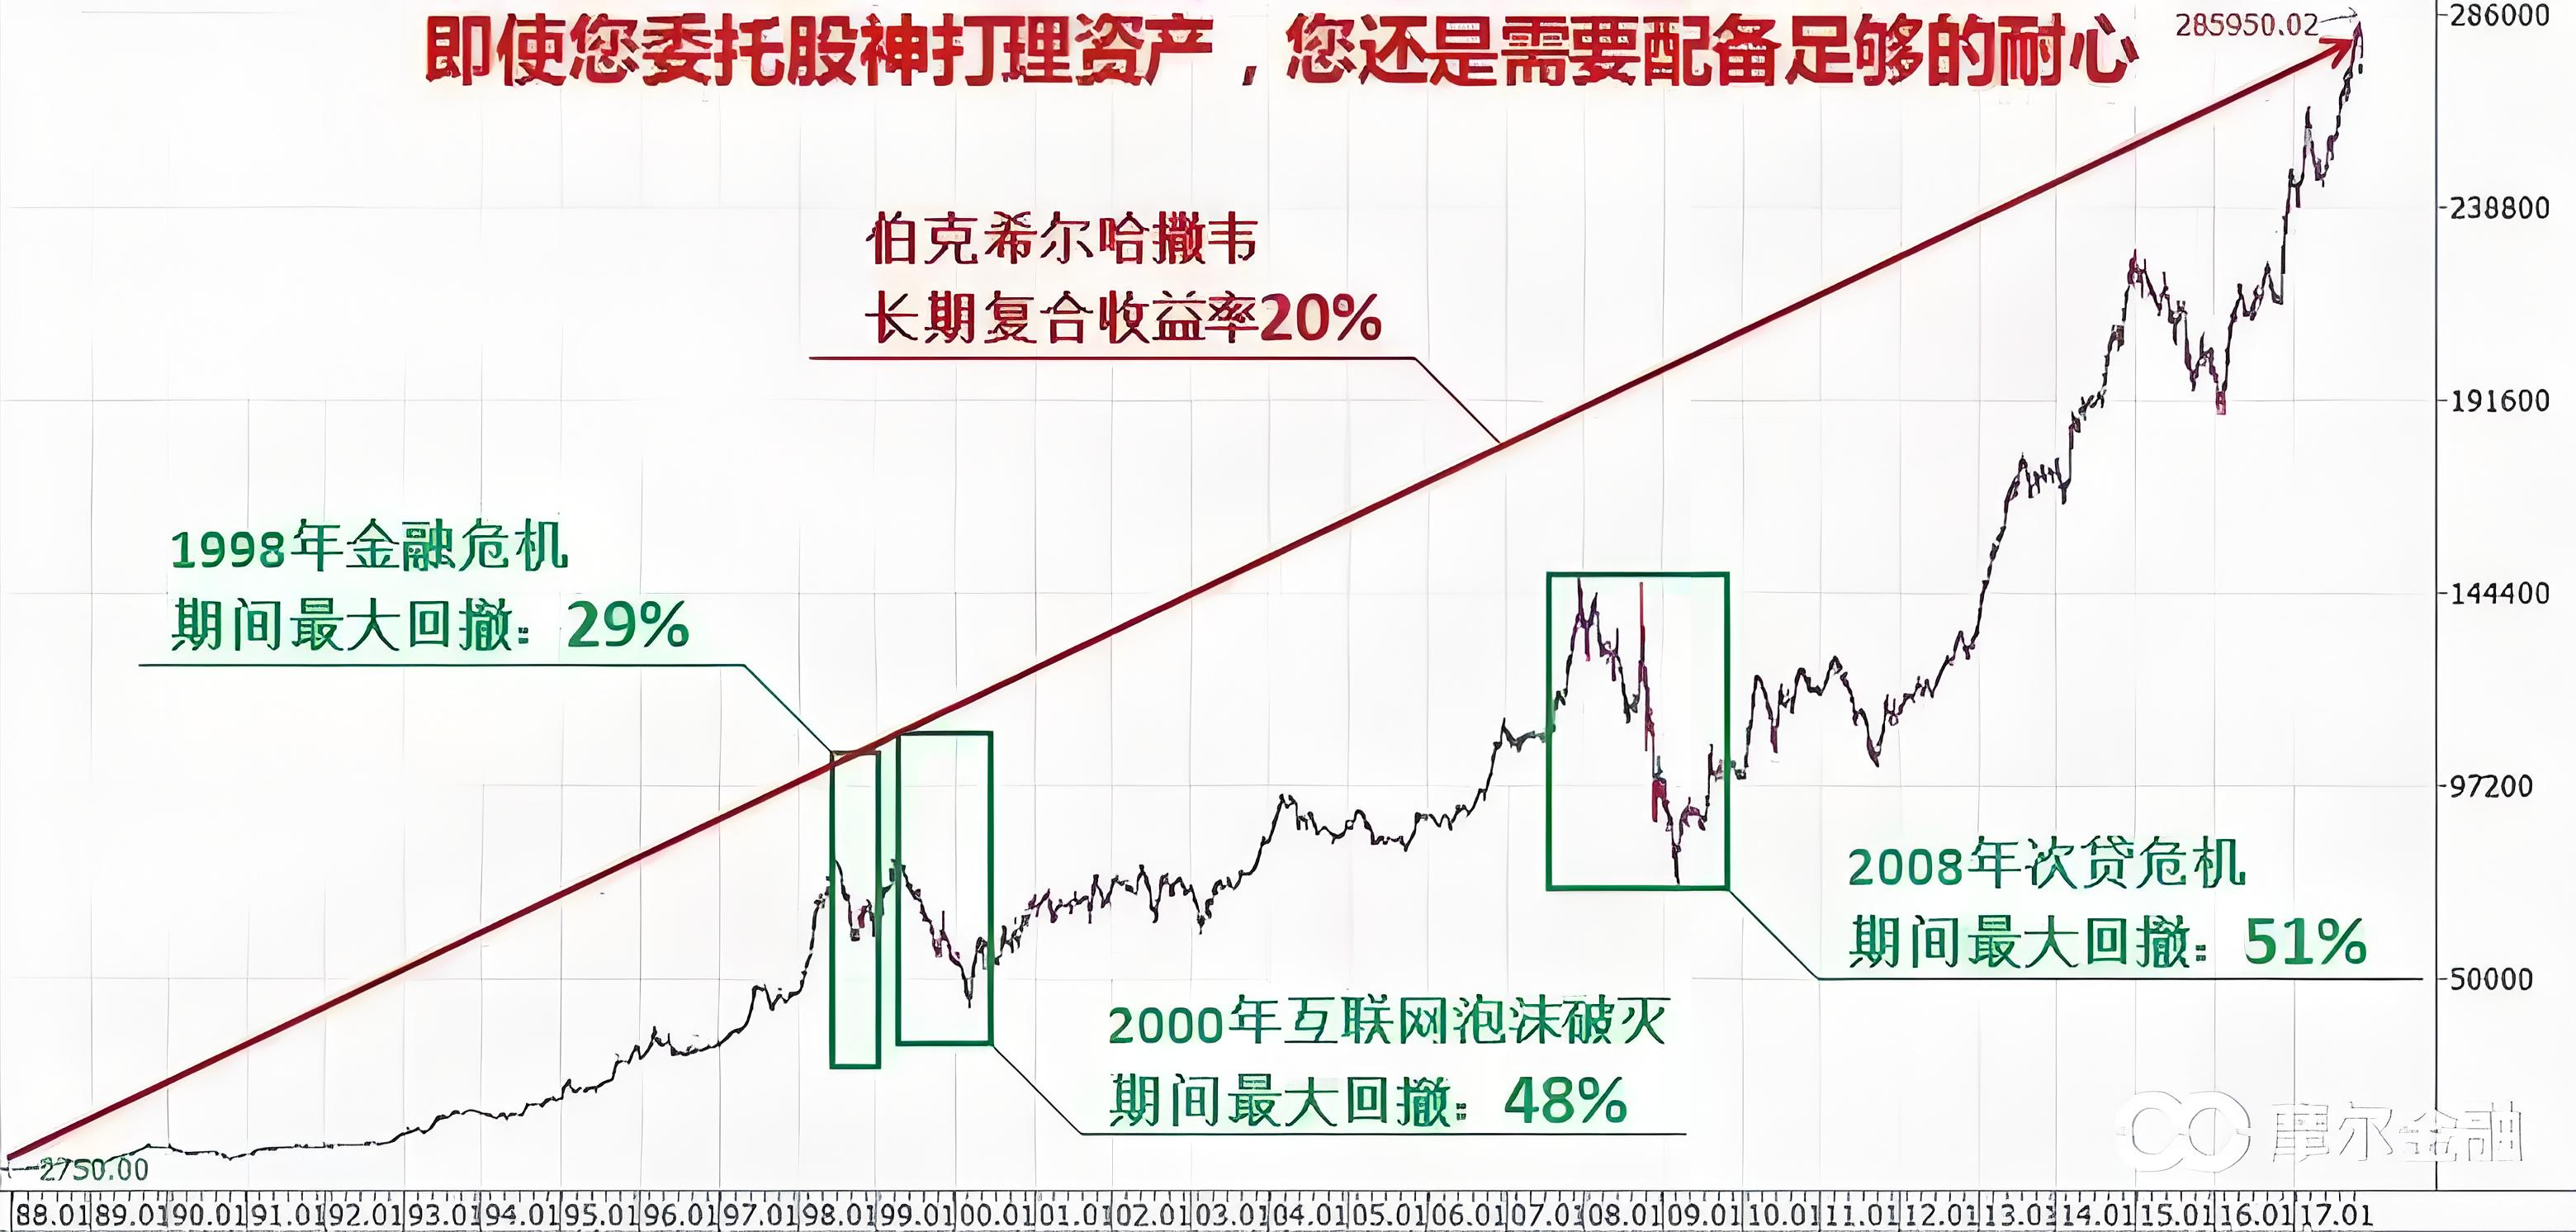 即使您委托股神打理资产，您还是需要配备足够的耐心
285950.02
286000
238800
伯克希尔哈撒韦
长期复合收益率20%
191600
1998年金融危机
期间最大回撤：29%
144400
97200
2008年次贷危机
期间最大回撤：51%
50000
2000年互联网泡沫破灭
期间最大回撤：48%
摩尔金融
2750.00
88.01 89.01 90.01 91.01 92.01 93.01 94.01 95.01 96.01 97.01 98.01 99.01 00.01 01.01 02.01 03.01 04.01 05.01 06.01 07.01 08.01 09.01 10.01 11.01 12.01 13.01 14.01 15.01 16.01 17.01